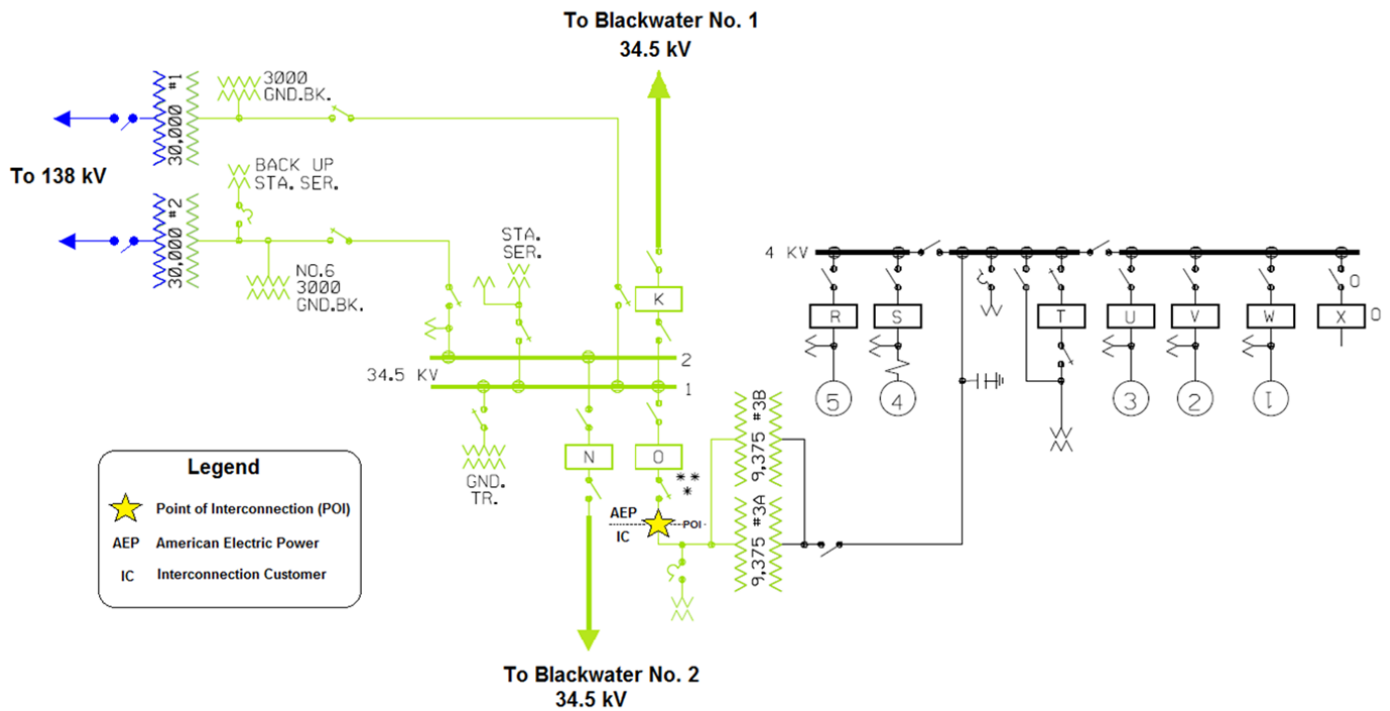 To Blackwater No. 1
34.5 kV
30,000 #1
3000
GND.BK.
To 138 kV
BACK UP
STA. SER.
30,000 #2
NO.6
3000
GND.BK.
STA.
SER.
K
2
34.5 KV
1
4 KV
O
R
S
T
U
V
W
X
O
5
4
3
2
1
GND.
TR.
N
O
**
*
AEP
POI
IC
9,375 #3B
9,375 #3A
Legend
Point of Interconnection (POI)
AEP American Electric Power
IC Interconnection Customer
To Blackwater No. 2
34.5 kV